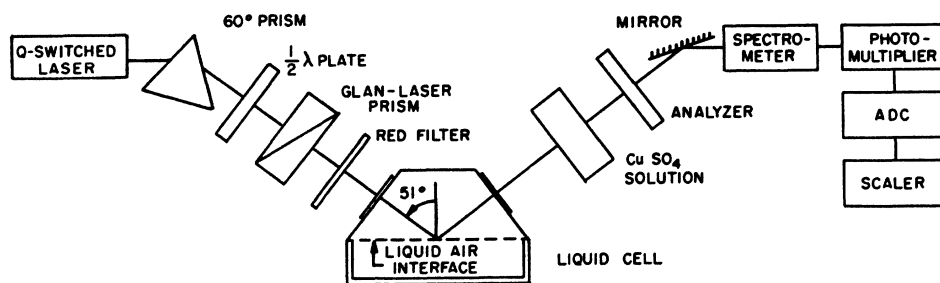 Q-SWITCHED
LASER
60° PRISM
1/2 λ PLATE
GLAN-LASER
PRISM
RED FILTER
51°
LIQUID AIR
INTERFACE
LIQUID CELL
Cu SO4
SOLUTION
ANALYZER
MIRROR
SPECTRO-
METER
PHOTO-
MULTIPLIER
ADC
SCALER